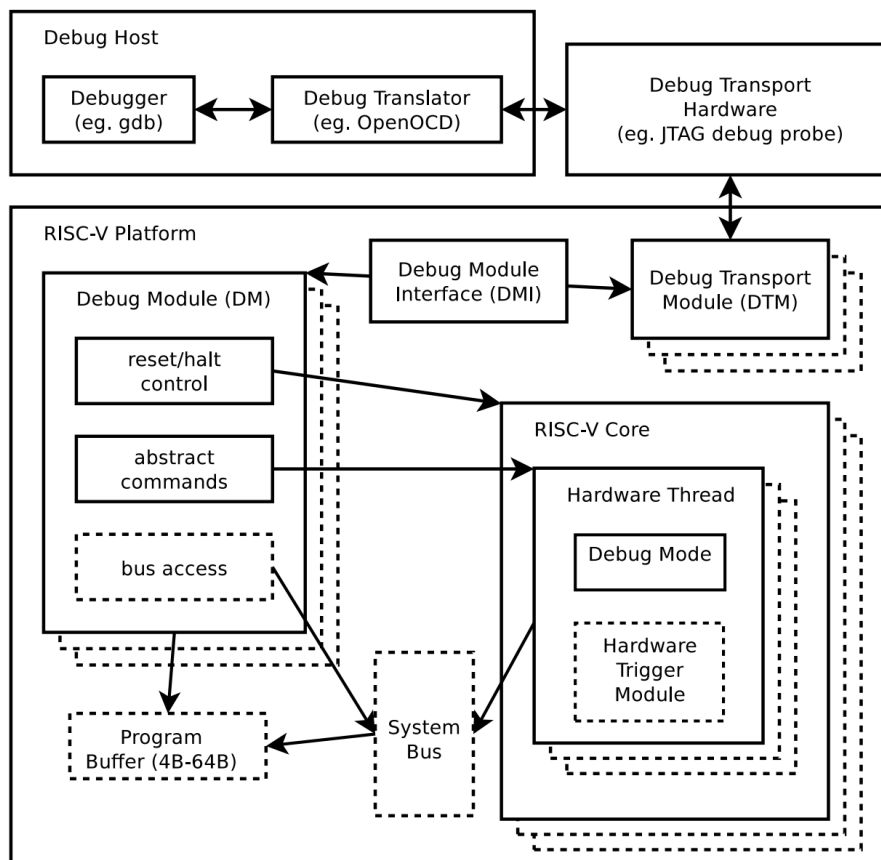 Debug Host
Debugger
(eg. gdb)
Debug Translator
(eg. OpenOCD)
Debug Transport
Hardware
(eg. JTAG debug probe)
RISC-V Platform
Debug Module (DM)
Debug Module
Interface (DMI)
Debug Transport
Module (DTM)
reset/halt
control
abstract
commands
bus access
RISC-V Core
Hardware Thread
Debug Mode
Hardware
Trigger
Module
Program
Buffer (4B-64B)
System
Bus